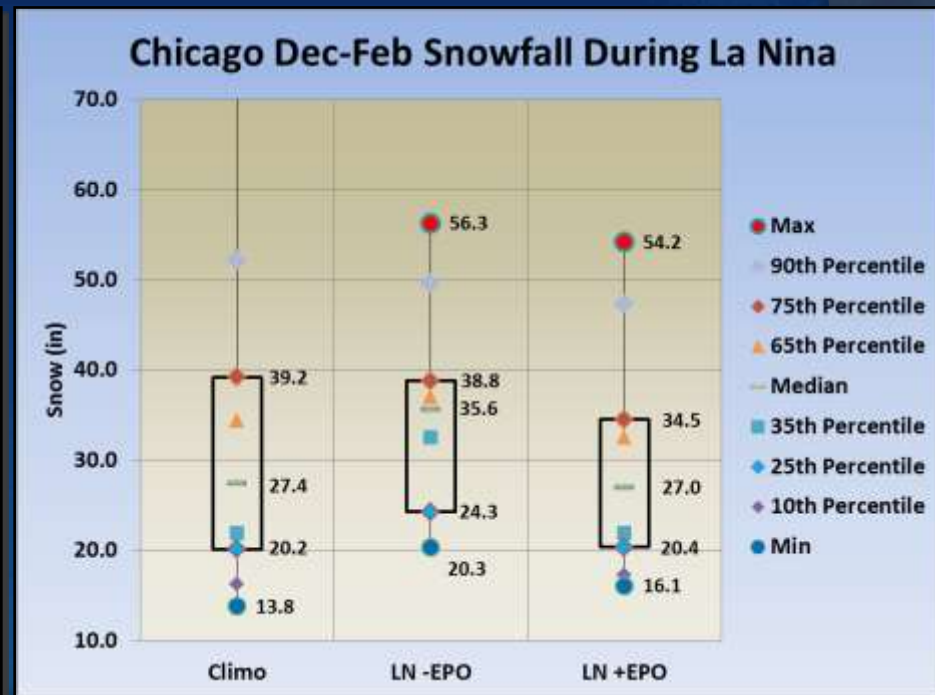 Chicago Dec-Feb Snowfall During La Nina
70.0
60.0
50.0
40.0
30.0
20.0
10.0
Snow (in)
39.2
27.4
20.2
13.8
56.3
38.8
35.6
24.3
20.3
54.2
34.5
27.0
20.4
16.1
Climo
LN -EPO
LN +EPO
Max
90th Percentile
75th Percentile
65th Percentile
Median
35th Percentile
25th Percentile
10th Percentile
Min